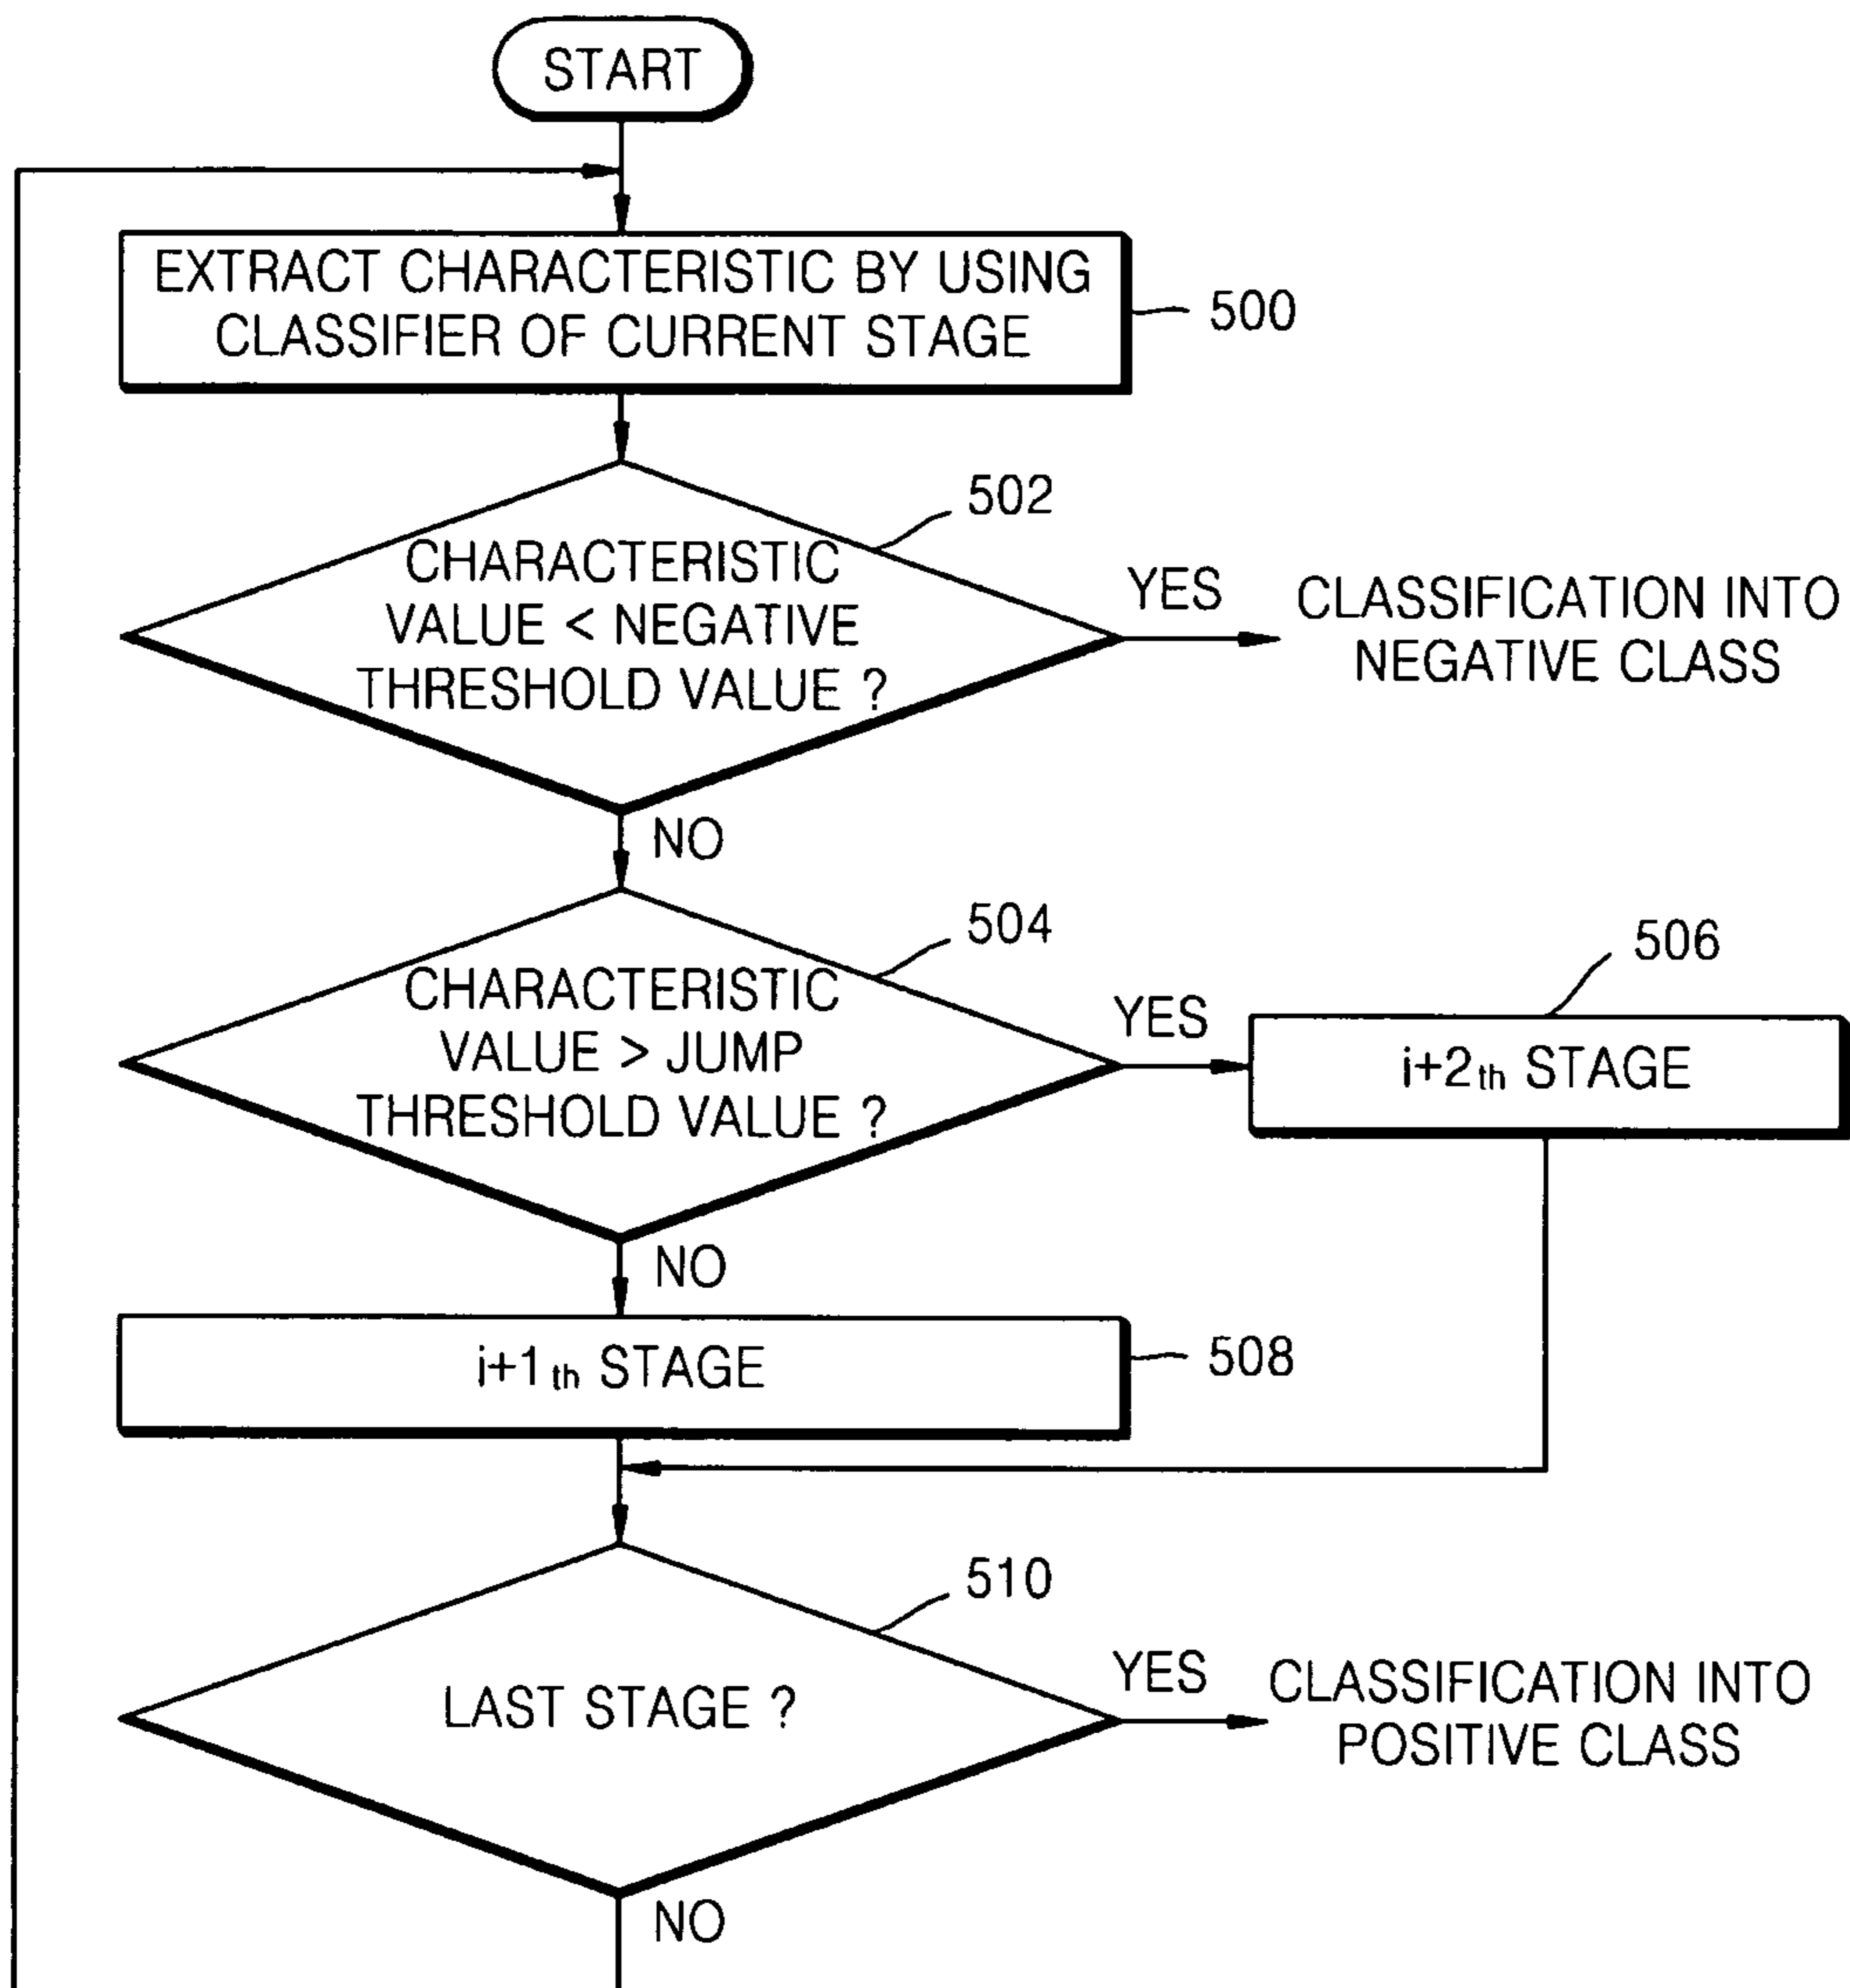 START
EXTRACT CHARACTERISTIC BY USING
CLASSIFIER OF CURRENT STAGE
500
502
CHARACTERISTIC
VALUE < NEGATIVE
THRESHOLD VALUE ?
YES
CLASSIFICATION INTO
NEGATIVE CLASS
NO
504
CHARACTERISTIC
VALUE > JUMP
THRESHOLD VALUE ?
YES
506
i+2th STAGE
NO
i+1th STAGE
508
510
LAST STAGE ?
YES
CLASSIFICATION INTO
POSITIVE CLASS
NO